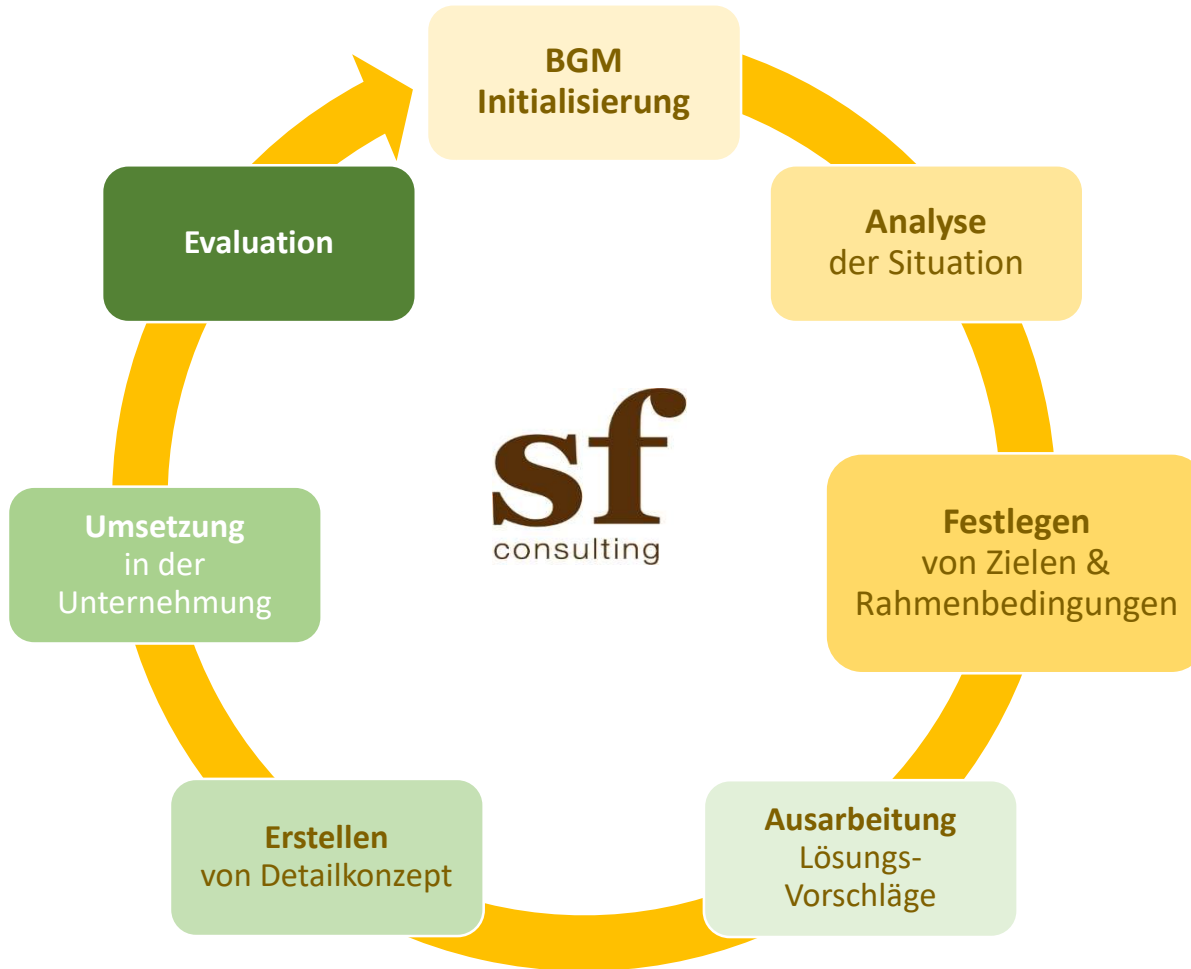 BGM
Initialisierung
Analyse
der Situation
Festlegen
von Zielen &
Rahmenbedingungen
Ausarbeitung
Lösungs-
Vorschläge
Erstellen
von Detailkonzept
Umsetzung
in der
Unternehmung
Evaluation
sf
consulting